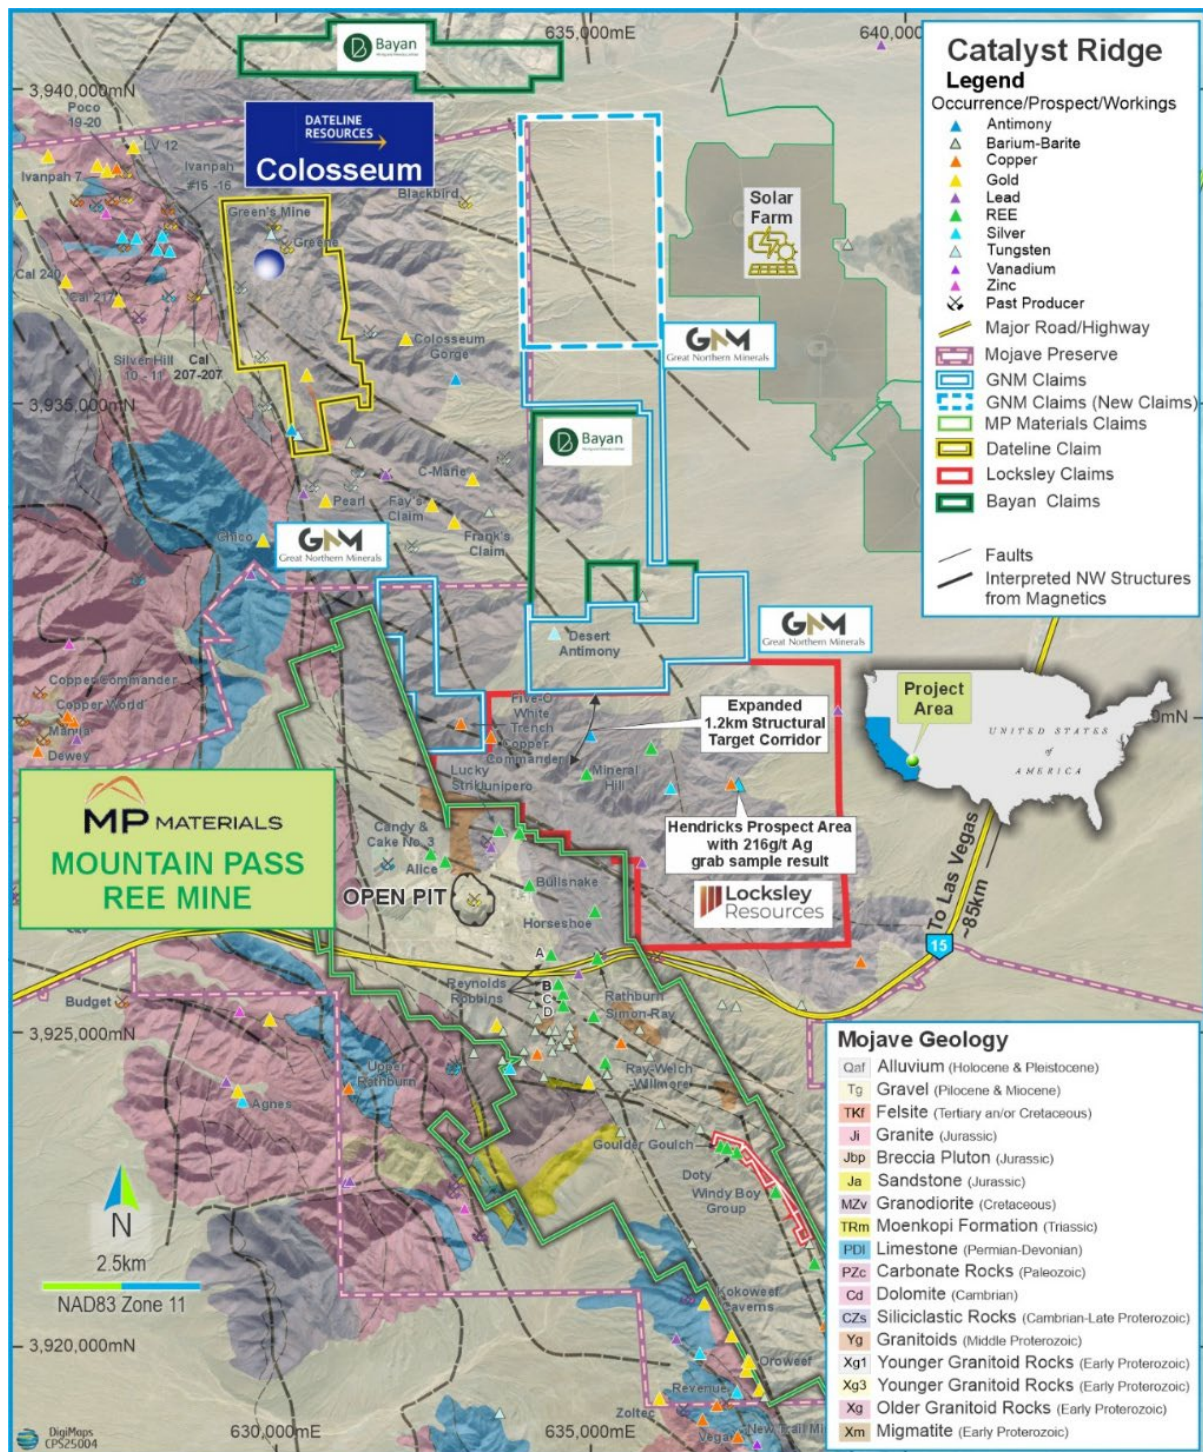 635,000mE
640,000
Bayan
3,940,000mN
Poco
19-20
DATELINE
RESOURCES
Colosseum
LV 12
Ivanpah 7
Ivanpah
#15 -16
Blackbird
Green's Mine
Greene
Solar
Farm
Cal 240
Cal 217
Colosseum
Gorge
GNM
Great Northern Minerals
Silver Hill
10 - 11
Cal
207-207
3,935,000mN
Bayan
C-Marie
Pearl
Fay's
Claim
Frank's
Claim
Chico
GNM
Great Northern Minerals
GNM
Great Northern Minerals
Desert
Antimony
Copper Commander
Copper World
Dewey
Five-O
White
Trench
Copper
Commander
Expanded
1.2km Structural
Target Corridor
Mineral
Hill
Lucky
Junipero
MP MATERIALS
MOUNTAIN PASS
REE MINE
Candy &
Cake No. 3
Alice
Hendricks Prospect Area
with 216g/t Ag
grab sample result
OPEN PIT
Bullsnake
Locksley
Resources
Horseshoe
To Las Vegas
~85km
15
A
B
C
D
Reynolds
Robbins
Rathburn
Simon-Ray
Budget
3,925,000mN
Upper
Rathburn
Ray-Welch
-Willmore
Agnes
Goulder Goulch
Doty
Windy Boy
Group
N
2.5km
NAD83 Zone 11
Kokoweef
Caverns
3,920,000mN
Oroweef
Revenue
Zoltec
Vega
New Trail Mi
630,000mE
635,000mE
DigiMaps
CPS25004
Catalyst Ridge
Legend
Occurrence/Prospect/Workings
Antimony
Barium-Barite
Copper
Gold
Lead
REE
Silver
Tungsten
Vanadium
Zinc
Past Producer
Major Road/Highway
Mojave Preserve
GNM Claims
GNM Claims (New Claims)
MP Materials Claims
Dateline Claim
Locksley Claims
Bayan Claims
Faults
Interpreted NW Structures
from Magnetics
Project
Area
UNITED STATES
of
AMERICA
0mN
Mojave Geology
Qaf Alluvium (Holocene & Pleistocene)
Tg Gravel (Pilocene & Miocene)
TKf Felsite (Tertiary an/or Cretaceous)
Ji Granite (Jurassic)
Jbp Breccia Pluton (Jurassic)
Ja Sandstone (Jurassic)
MZv Granodiorite (Cretaceous)
TRm Moenkopi Formation (Triassic)
PDl Limestone (Permian-Devonian)
PZc Carbonate Rocks (Paleozoic)
Cd Dolomite (Cambrian)
CZs Siliciclastic Rocks (Cambrian-Late Proterozoic)
Yg Granitoids (Middle Proterozoic)
Xg1 Younger Granitoid Rocks (Early Proterozoic)
Xg3 Younger Granitoid Rocks (Early Proterozoic)
Xg Older Granitoid Rocks (Early Proterozoic)
Xm Migmatite (Early Proterozoic)